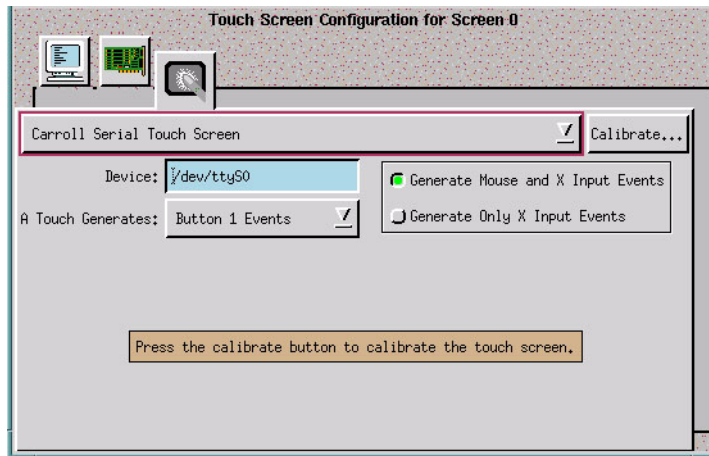 Touch Screen Configuration for Screen 0
Carroll Serial Touch Screen
Calibrate...
Device: /dev/ttyS0
Generate Mouse and X Input Events
A Touch Generates: Button 1 Events
Generate Only X Input Events
Press the calibrate button to calibrate the touch screen.